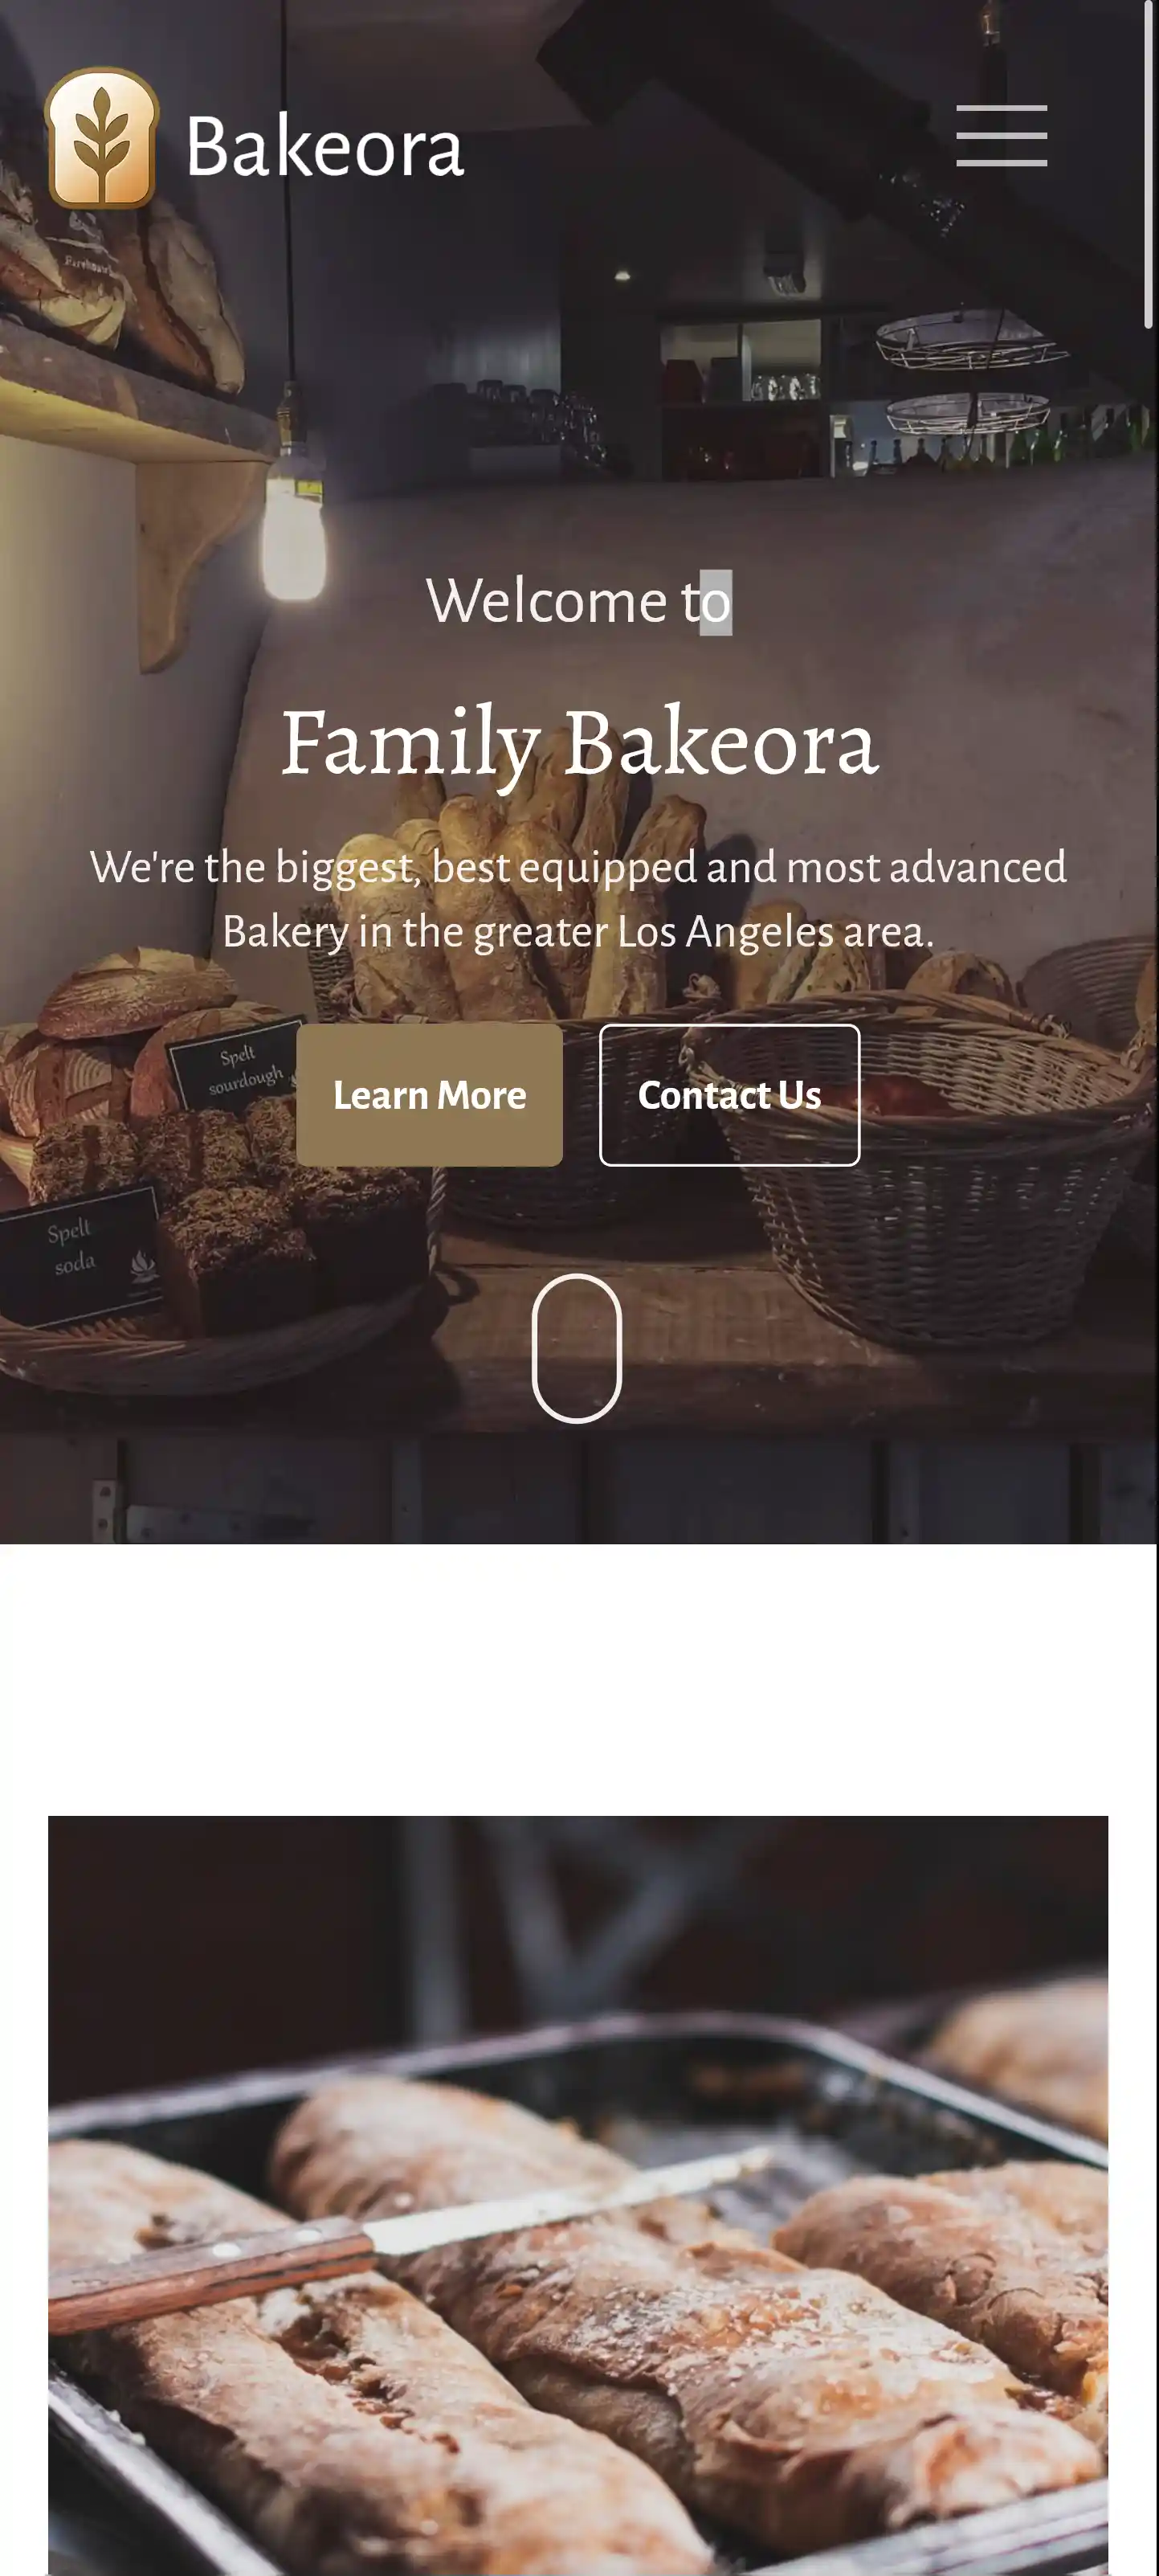 Bakeora
Welcome to
Family Bakeora
We're the biggest, best equipped and most advanced
Bakery in the greater Los Angeles area.
Spelt
sourdough
Learn More
Contact Us
Spelt
soda